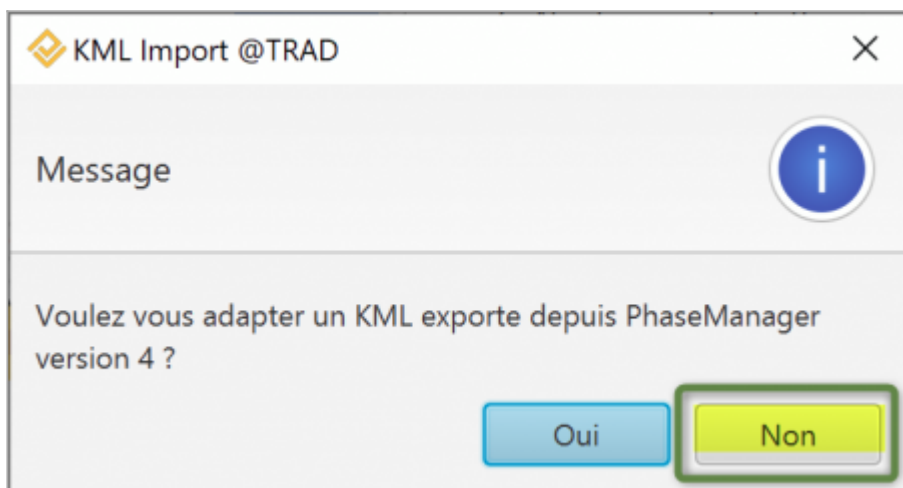 KML Import @TRAD
Message
Voulez vous adapter un KML exporte depuis PhaseManager
version 4 ?
Oui
Non